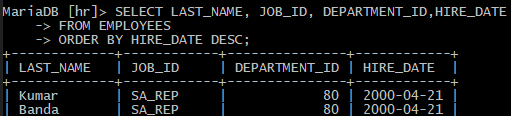 MariaDB [hr]> SELECT LAST_NAME, JOB_ID, DEPARTMENT_ID,HIRE_DATE
    -> FROM EMPLOYEES
    -> ORDER BY HIRE_DATE DESC;
+-----------+---------+---------------+------------+
| LAST_NAME | JOB_ID | DEPARTMENT_ID | HIRE_DATE |
+-----------+---------+---------------+------------+
| Kumar | SA_REP | 80 | 2000-04-21 |
| Banda | SA_REP | 80 | 2000-04-21 |